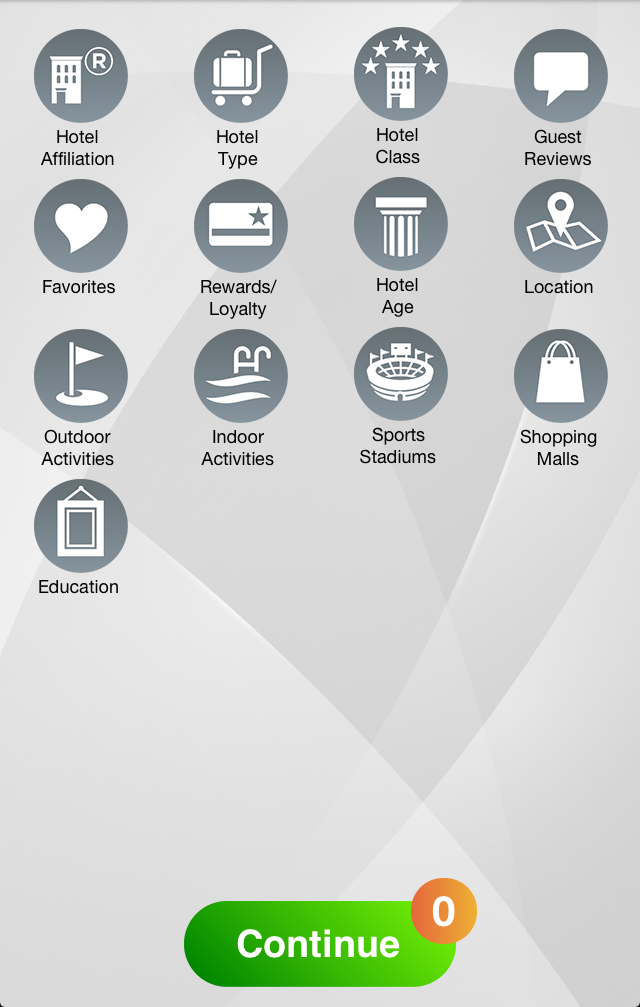 ®
Hotel
Affiliation
Hotel
Type
Hotel
Class
Guest
Reviews
Favorites
Rewards/
Loyalty
Hotel
Age
Location
Outdoor
Activities
Indoor
Activities
Sports
Stadiums
Shopping
Malls
Education
0
Continue